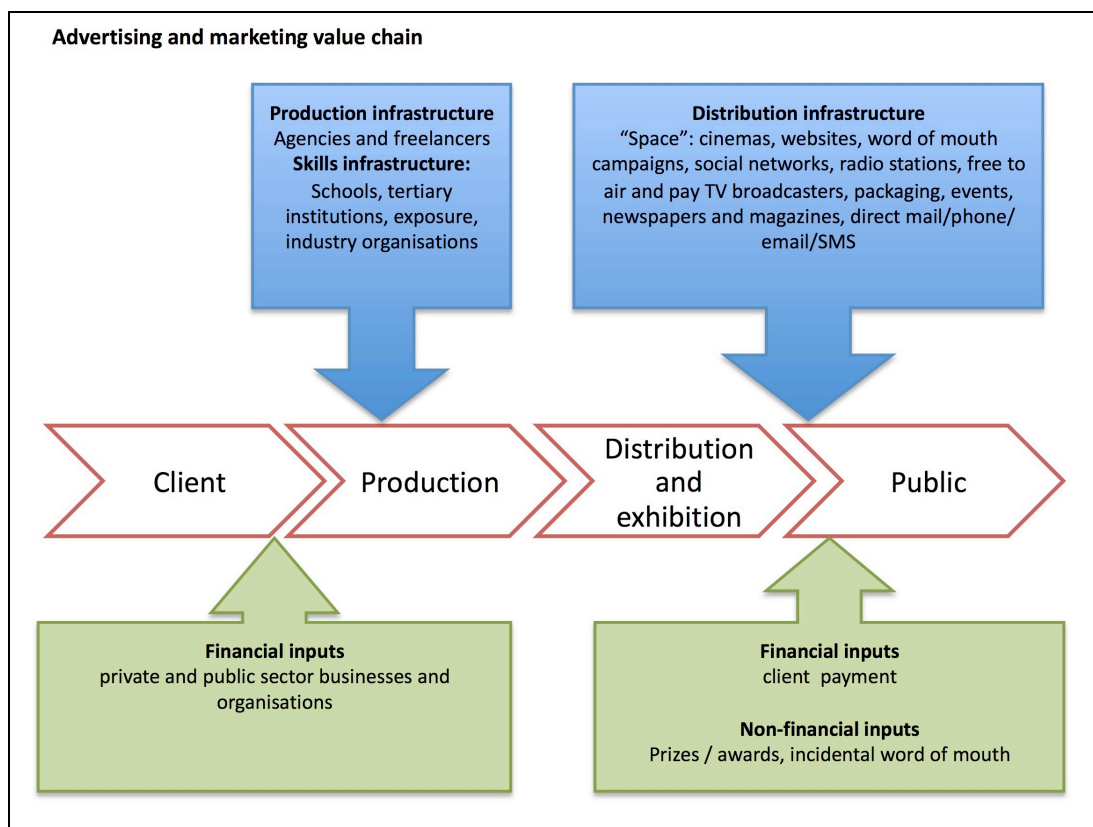 Advertising and marketing value chain
Production infrastructure
Agencies and freelancers
Skills infrastructure:
Schools, tertiary
institutions, exposure,
industry organisations
Distribution infrastructure
“Space”: cinemas, websites, word of mouth
campaigns, social networks, radio stations, free to
air and pay TV broadcasters, packaging, events,
newspapers and magazines, direct mail/phone/
email/SMS
Client
Production
Distribution
and
exhibition
Public
Financial inputs
private and public sector businesses and
organisations
Financial inputs
client payment
Non-financial inputs
Prizes / awards, incidental word of mouth